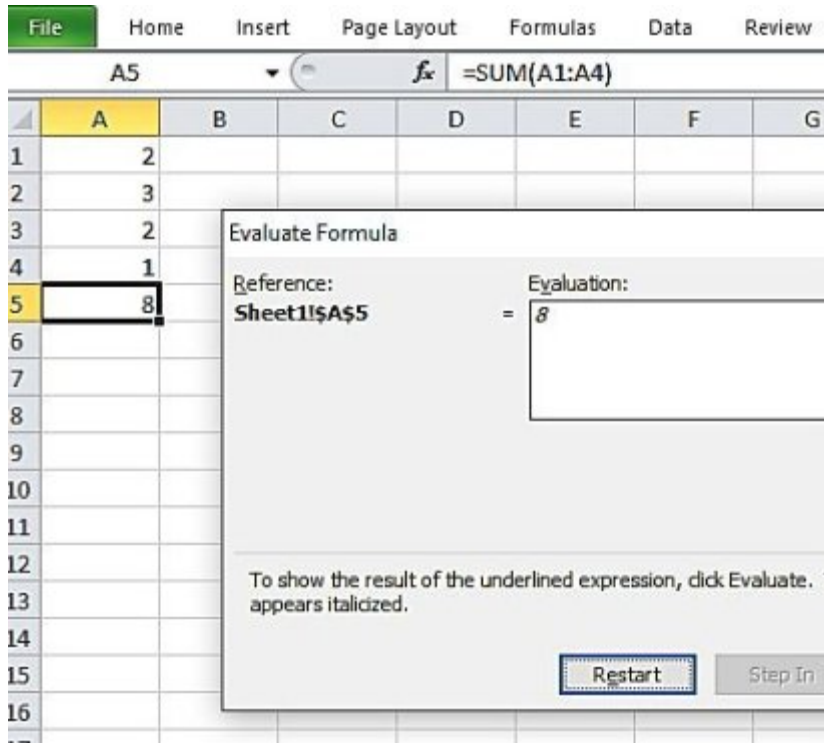 File Home Insert Page Layout Formulas Data Review
A5 fx =SUM(A1:A4)
A B C D E F G
1 2
2 3
3 2
4 1
5 8
6
7
8
9
10
11
12
13
14
15
16
Evaluate Formula
Reference: Evaluation:
Sheet1!$A$5 = 8
To show the result of the underlined expression, click Evaluate.
appears italicized.
Restart Step In